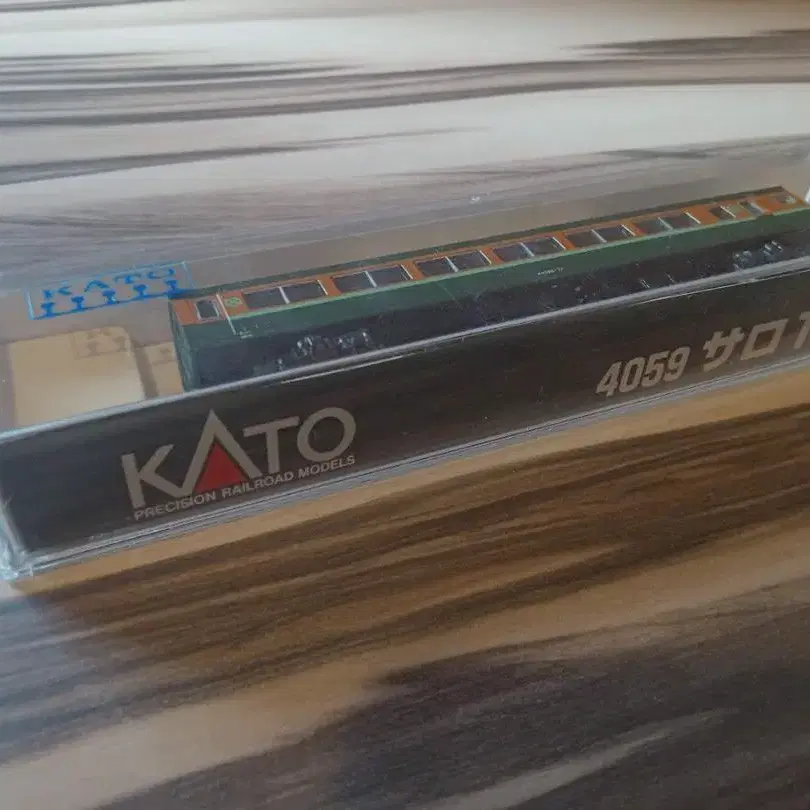 KATO
4059 サロ
KATO
PRECISION RAILROAD MODELS